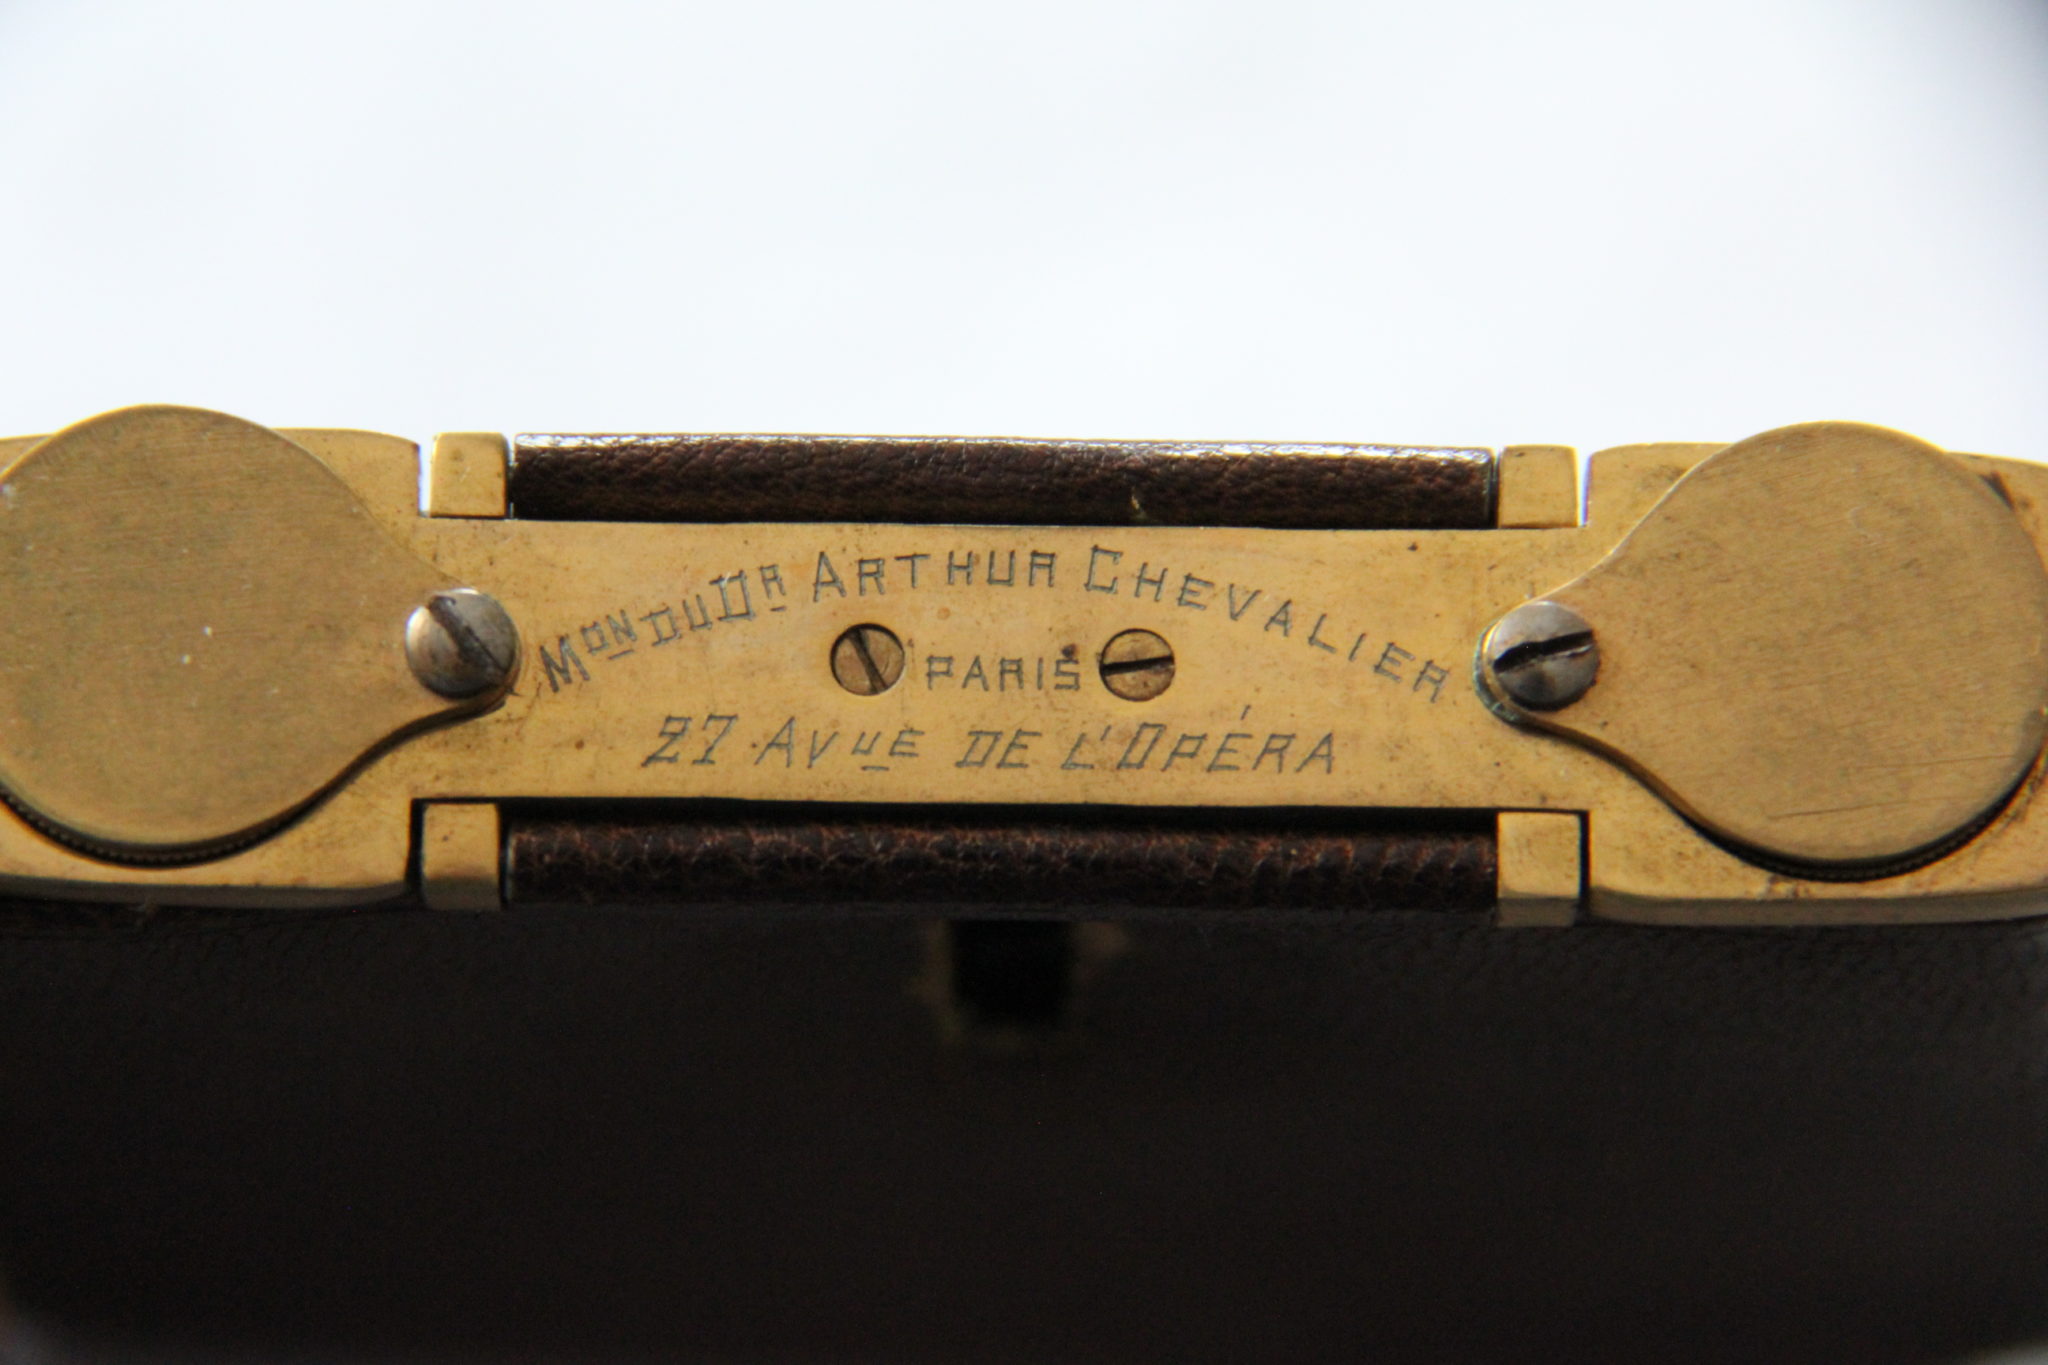 Mon DU DR ARTHUR CHEVALIER
PARIS
27 AVUE DE L'OPÉRA